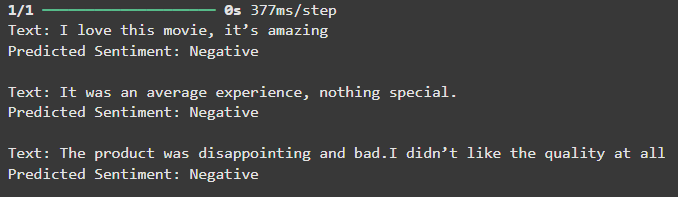 1/1 ━━━━━━━━━━━━━━━━━━━━ 0s 377ms/step
Text: I love this movie, it’s amazing
Predicted Sentiment: Negative
Text: It was an average experience, nothing special.
Predicted Sentiment: Negative
Text: The product was disappointing and bad.I didn’t like the quality at all
Predicted Sentiment: Negative